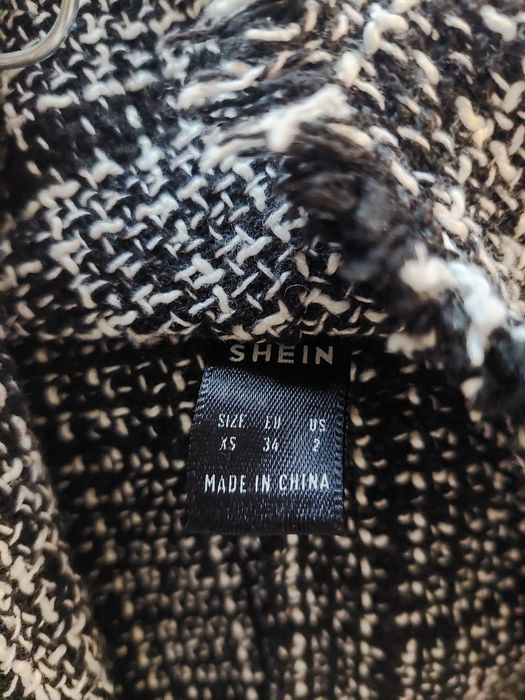 SHEIN
SIZE EU US
XS 34 2
MADE IN CHINA